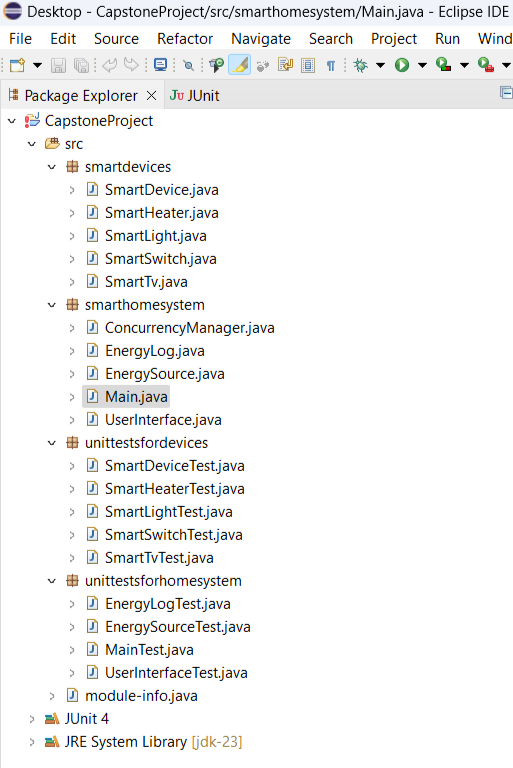 Desktop - CapstoneProject/src/smarthomesystem/Main.java - Eclipse IDE
File Edit Source Refactor Navigate Search Project Run Wind
Package Explorer JU JUnit
CapstoneProject
src
smartdevices
SmartDevice.java
SmartHeater.java
SmartLight.java
SmartSwitch.java
SmartTv.java
smarthomesystem
ConcurrencyManager.java
EnergyLog.java
EnergySource.java
Main.java
UserInterface.java
unittestsfordevices
SmartDeviceTest.java
SmartHeaterTest.java
SmartLightTest.java
SmartSwitchTest.java
SmartTvTest.java
unittestsforhomesystem
EnergyLogTest.java
EnergySourceTest.java
MainTest.java
UserInterfaceTest.java
module-info.java
JUnit 4
JRE System Library [jdk-23]